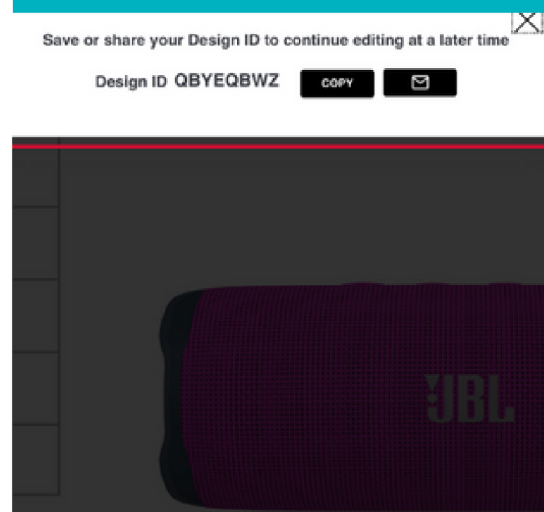 Save or share your Design ID to continue editing at a later time
Design ID QBYEQBWZ COPY
JBL